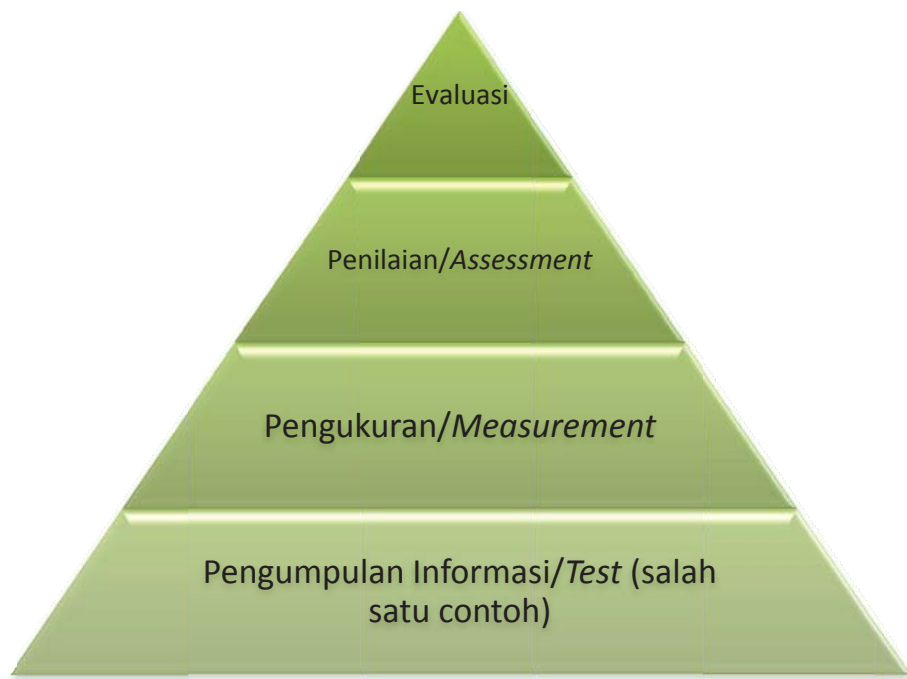 Evaluasi
Penilaian/Assessment
Pengukuran/Measurement
Pengumpulan Informasi/Test (salah
satu contoh)